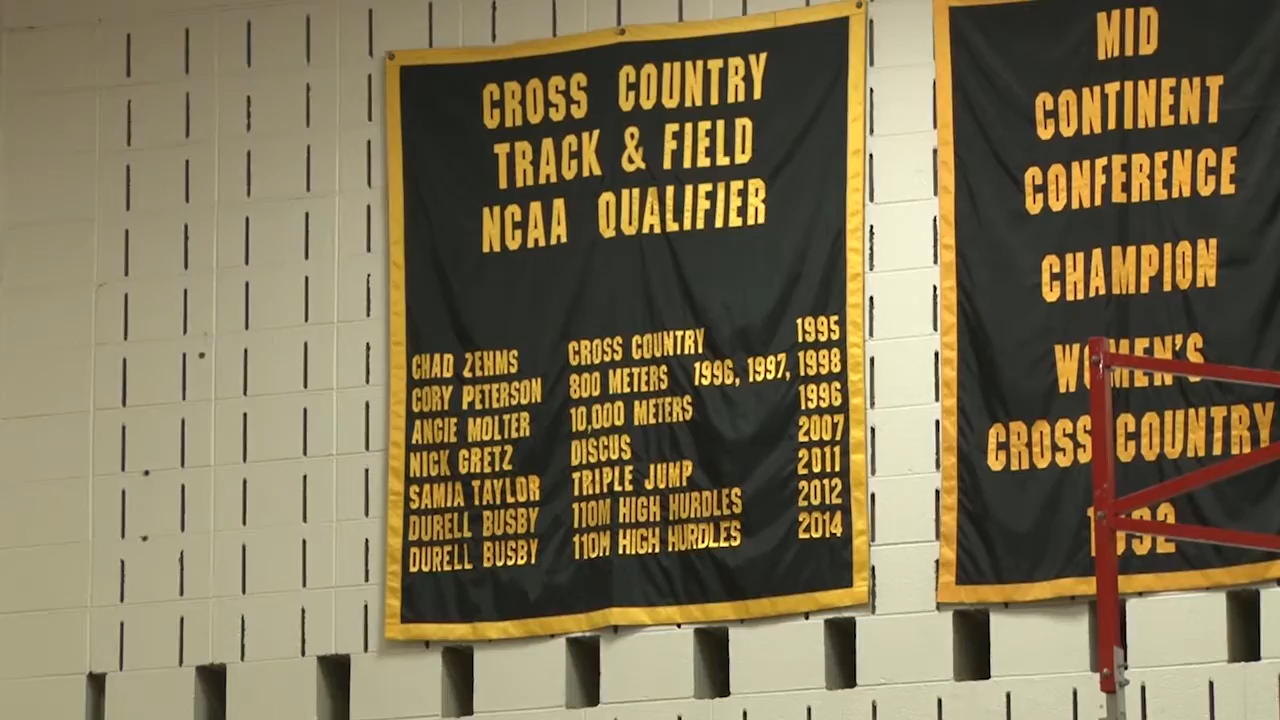 CROSS COUNTRY
TRACK & FIELD
NCAA QUALIFIER
CHAD ZEHMS CROSS COUNTRY 1995
CORY PETERSON 800 METERS 1996, 1997, 1998
ANGIE MOLTER 10,000 METERS 1996
NICK GRETZ DISCUS 2007
SAMIA TAYLOR TRIPLE JUMP 2011
DURELL BUSBY 110M HIGH HURDLES 2012
DURELL BUSBY 110M HIGH HURDLES 2014
MID
CONTINENT
CONFERENCE
CHAMPION
WOMEN'S
CROSS COUNTRY
1992